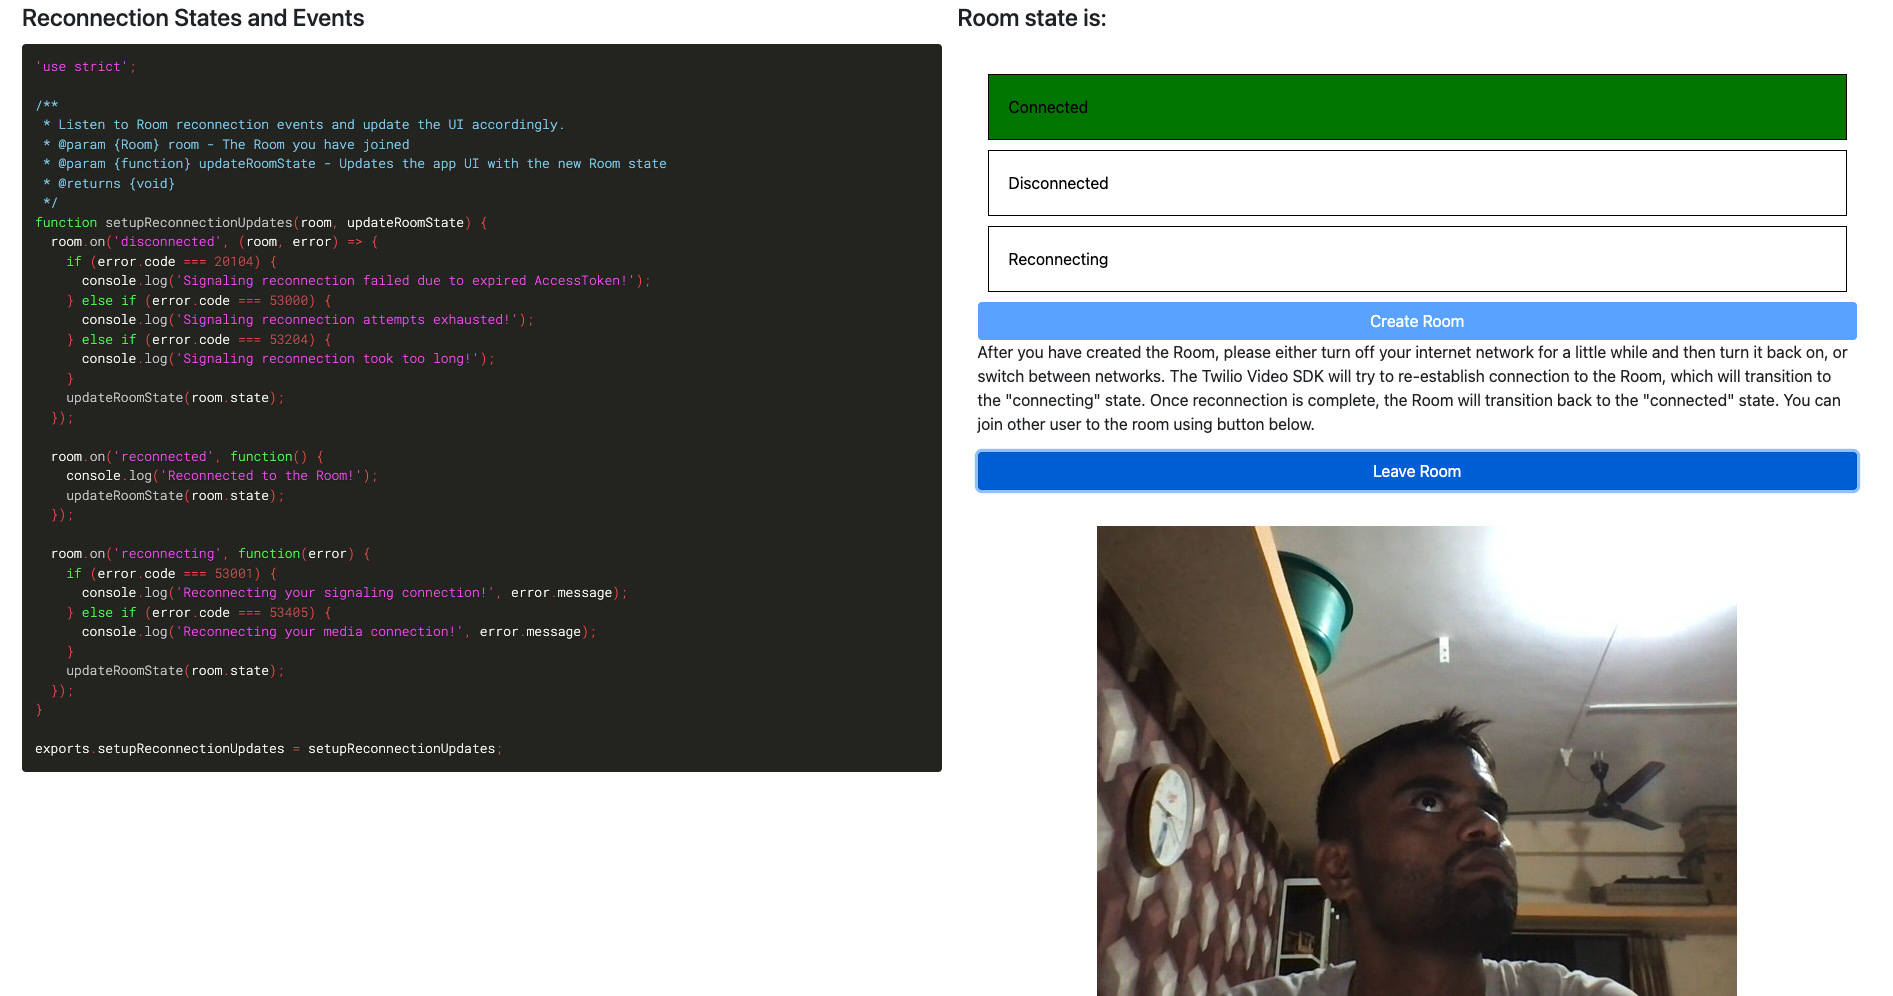 Reconnection States and Events
'use strict';
/**
* Listen to Room reconnection events and update the UI accordingly.
* @param {Room} room - The Room you have joined
* @param {function} updateRoomState - Updates the app UI with the new Room state
* @returns {void}
*/
function setupReconnectionUpdates(room, updateRoomState) {
room.on('disconnected', (room, error) => {
if (error.code === 20104) {
console.log('Signaling reconnection failed due to expired AccessToken!');
} else if (error.code === 53000) {
console.log('Signaling reconnection attempts exhausted!');
} else if (error.code === 53204) {
console.log('Signaling reconnection took too long!');
}
updateRoomState(room.state);
});
room.on('reconnected', function() {
console.log('Reconnected to the Room!');
updateRoomState(room.state);
});
room.on('reconnecting', function(error) {
if (error.code === 53001) {
console.log('Reconnecting your signaling connection!', error.message);
} else if (error.code === 53405) {
console.log('Reconnecting your media connection!', error.message);
}
updateRoomState(room.state);
});
}
exports.setupReconnectionUpdates = setupReconnectionUpdates;
Room state is:
Connected
Disconnected
Reconnecting
Create Room
After you have created the Room, please either turn off your internet network for a little while and then turn it back on, or
switch between networks. The Twilio Video SDK will try to re-establish connection to the Room, which will transition to
the "connecting" state. Once reconnection is complete, the Room will transition back to the "connected" state. You can
join other user to the room using button below.
Leave Room